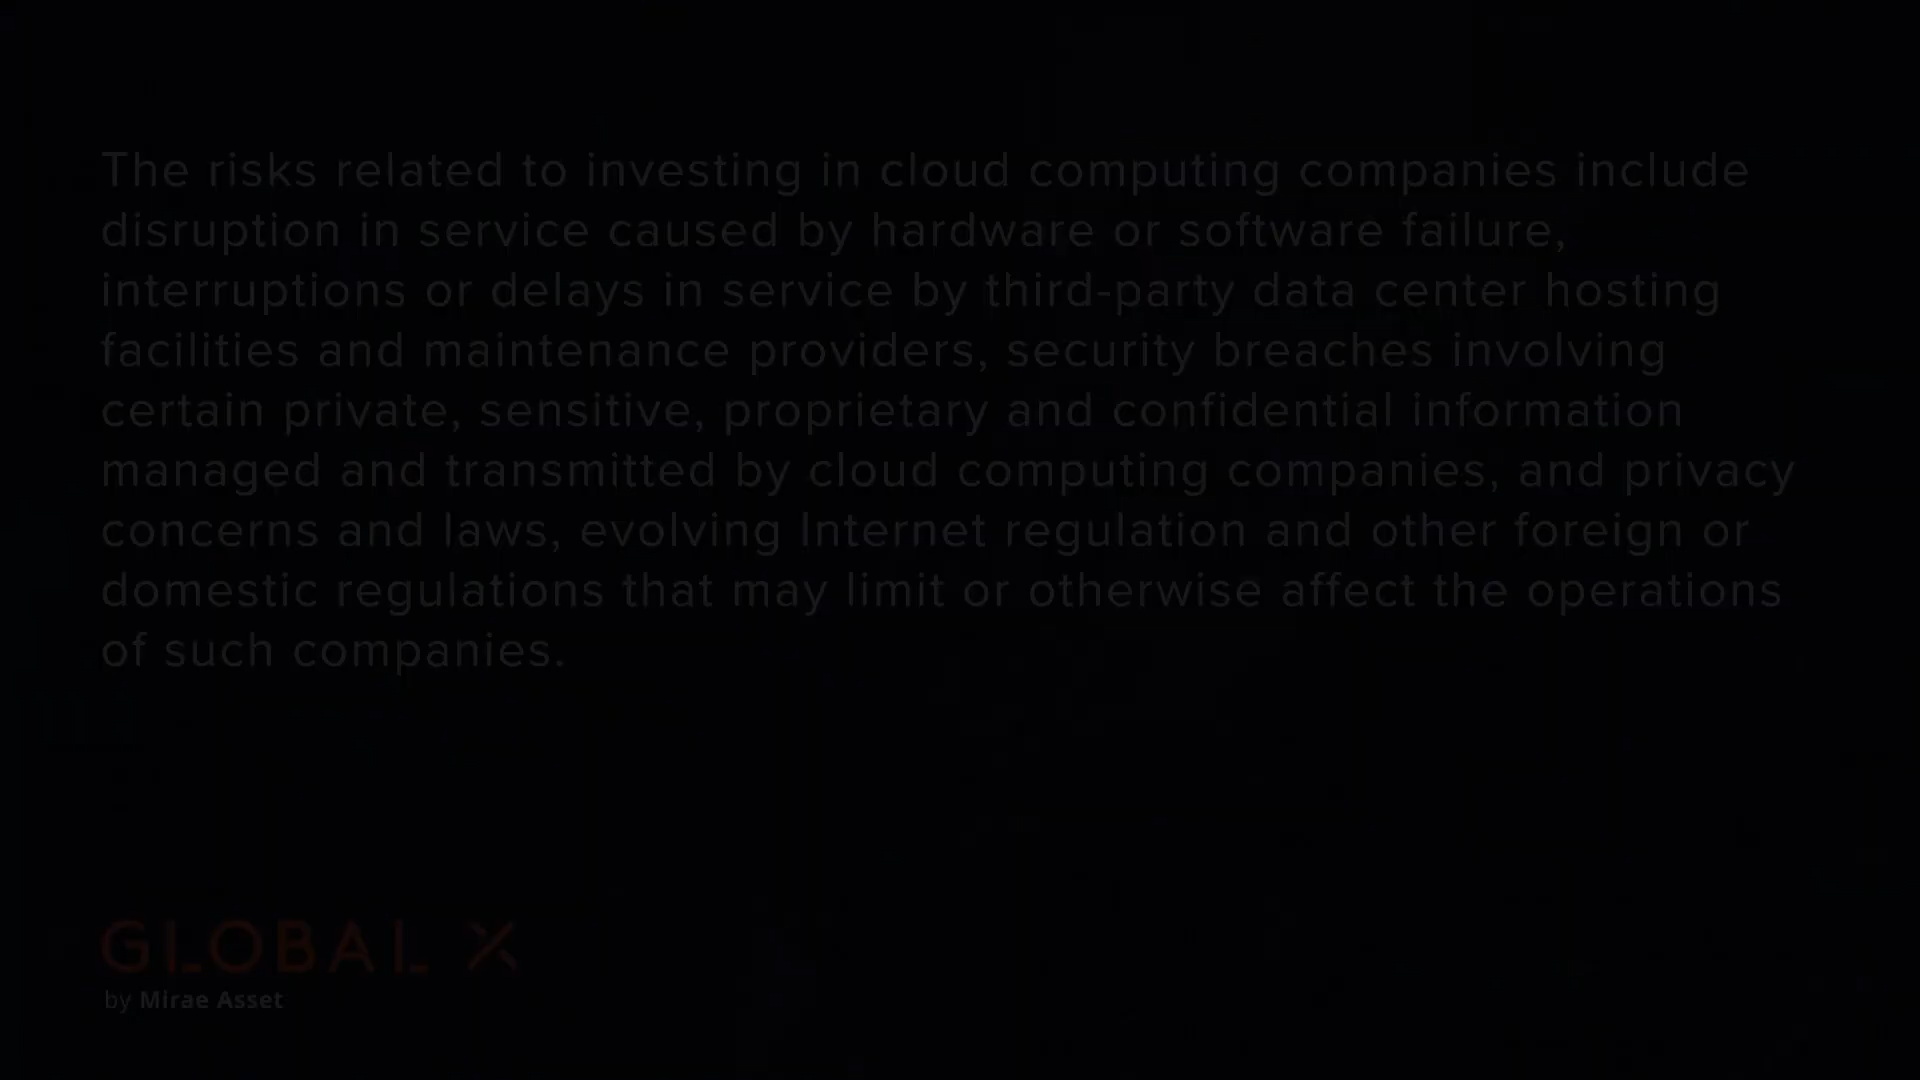 The risks related to investing in cloud computing companies include
disruption in service caused by hardware or software failure,
interruptions or delays in service by third-party data center hosting
facilities and maintenance providers, security breaches involving
certain private, sensitive, proprietary and confidential information
managed and transmitted by cloud computing companies, and privacy
concerns and laws, evolving Internet regulation and other foreign or
domestic regulations that may limit or otherwise affect the operations
of such companies.
GLOBAL X
by Mirae Asset